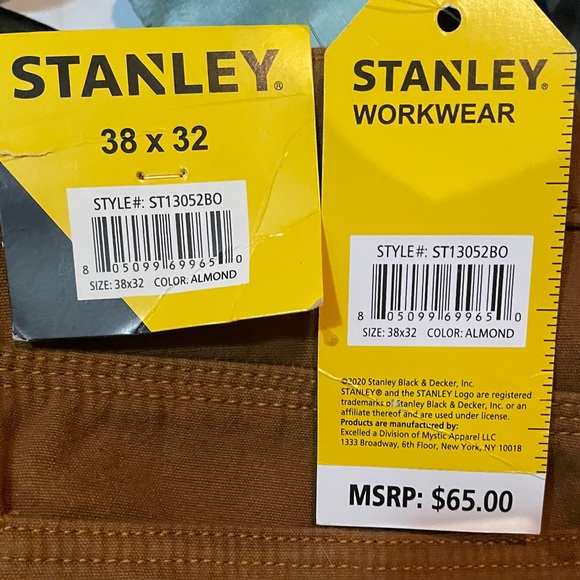 STANLEY®
38 x 32
STYLE#: ST13052BO
8 05099 69965 0
SIZE: 38x32 COLOR: ALMOND
STANLEY®
WORKWEAR
STYLE#: ST13052BO
8 05099 69965 0
SIZE: 38x32 COLOR: ALMOND
©2020 Stanley Black & Decker, Inc.
STANLEY® and the STANLEY Logo are registered
trademarks of Stanley Black & Decker, Inc. or an
affiliate thereof and are used under license.
Products are manufactured by:
Excelled a Division of Mystic Apparel LLC
1333 Broadway, 6th Floor, New York, NY 10018
MSRP: $65.00